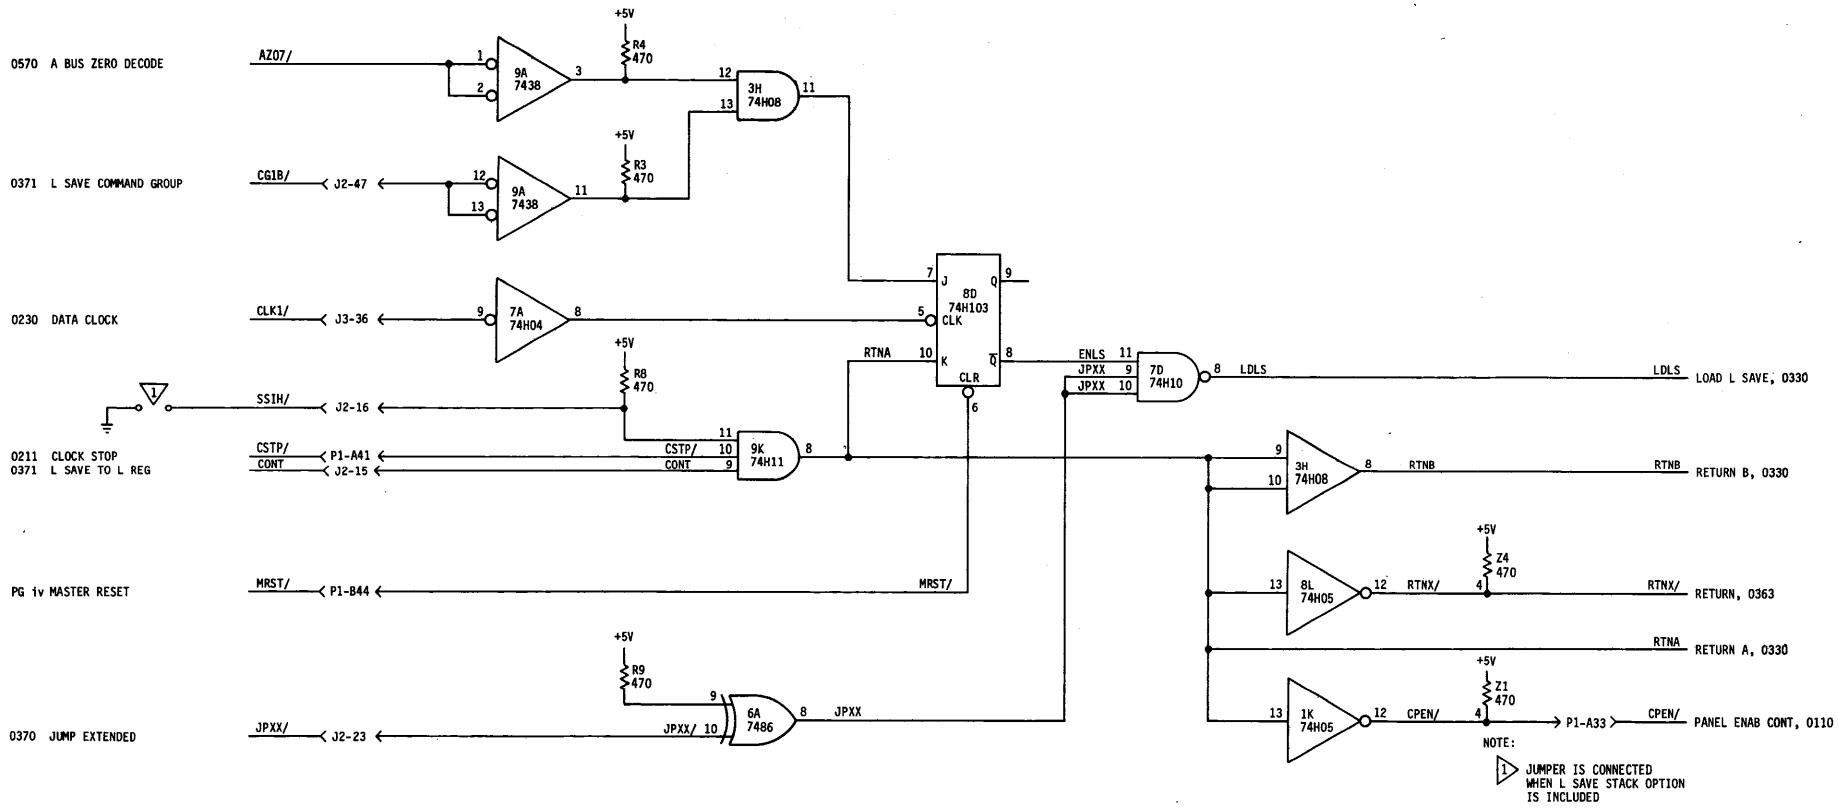 +5V
R4
470
0570 A BUS ZERO DECODE
AZ07/
1
2
9A
7438
3
12
13
3H
74H08
11
+5V
R3
470
0371 L SAVE COMMAND GROUP
CG1B/
J2-47
12
13
9A
7438
11
7
J
Q
9
8D
74H103
0230 DATA CLOCK
CLK1/
J3-36
9
7A
74H04
8
5
CLK
RTNA
10
K
Q̅
8
CLR
6
ENLS
11
JPXX
9
JPXX
10
7D
74H10
8
LDLS
LDLS
LOAD L SAVE, 0330
+5V
R8
470
1
SSIH/
J2-16
0211 CLOCK STOP
CSTP/
P1-A41
0371 L SAVE TO L REG
CONT
J2-15
11
CSTP/
10
CONT
9
9K
74H11
8
9
10
3H
74H08
8
RTNB
RTNB
RETURN B, 0330
+5V
Z4
470
PG iv MASTER RESET
MRST/
P1-B44
MRST/
13
8L
74H05
12
RTNX/
4
RTNX/
RETURN, 0363
RTNA
RETURN A, 0330
+5V
R9
470
+5V
Z1
470
0370 JUMP EXTENDED
JPXX/
J2-23
9
JPXX/ 10
6A
7486
8
JPXX
13
1K
74H05
12
CPEN/
4
P1-A33
CPEN/
PANEL ENAB CONT, 0110
NOTE:
1
JUMPER IS CONNECTED
WHEN L SAVE STACK OPTION
IS INCLUDED